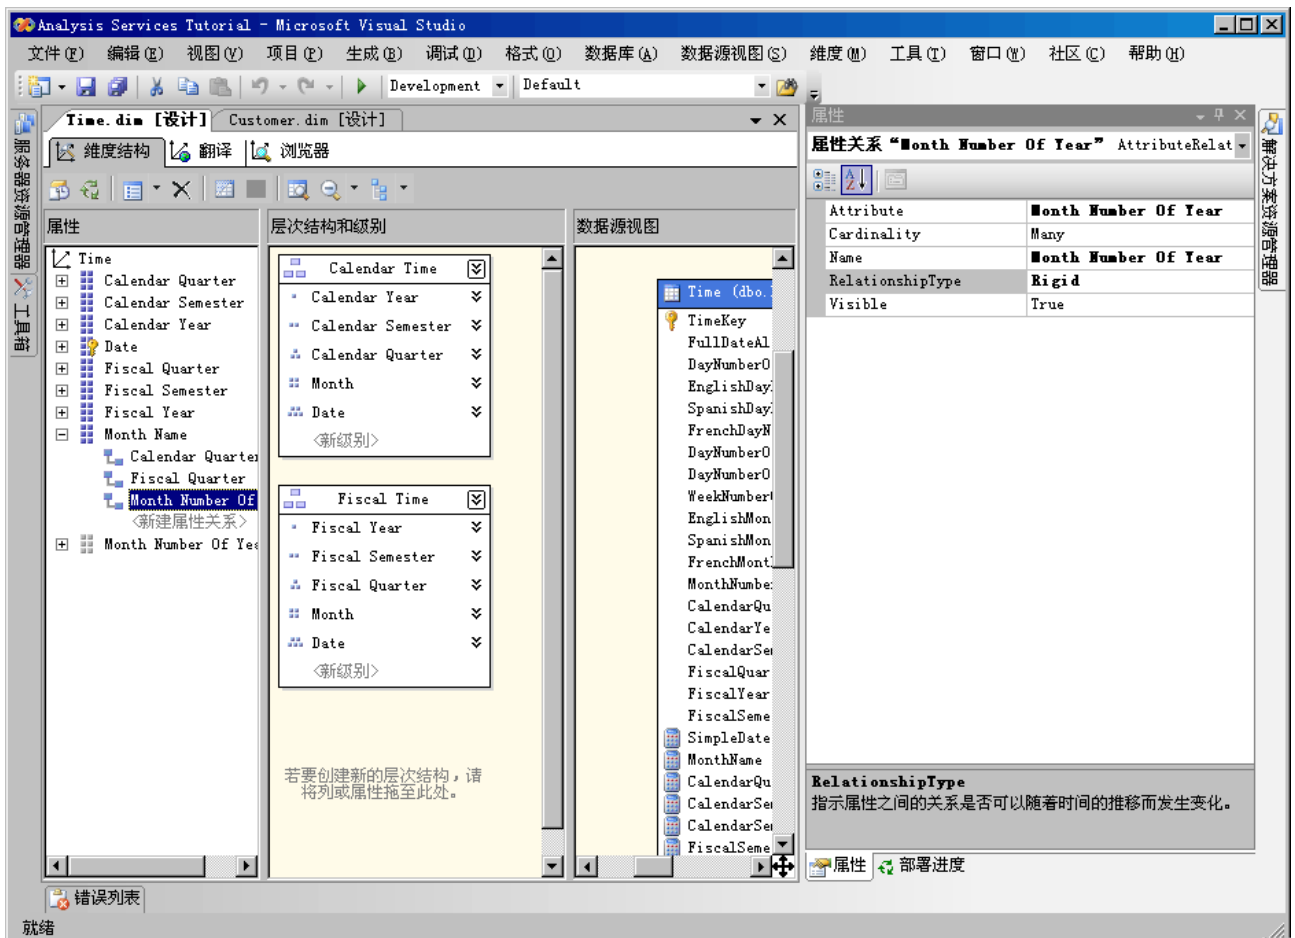 Analysis Services Tutorial - Microsoft Visual Studio
文件(F) 编辑(E) 视图(V) 项目(P) 生成(B) 调试(D) 格式(O) 数据库(A) 数据源视图(S) 维度(M) 工具(T) 窗口(W) 社区(C) 帮助(H)
Development Default
Time.dim [设计] Customer.dim [设计]
维度结构 翻译 浏览器
服务器资源管理器
工具箱
属性
Time
Calendar Quarter
Calendar Semester
Calendar Year
Date
Fiscal Quarter
Fiscal Semester
Fiscal Year
Month Name
Calendar Quarter
Fiscal Quarter
Month Number Of
<新建属性关系>
Month Number Of Yea
层次结构和级别
Calendar Time
Calendar Year
Calendar Semester
Calendar Quarter
Month
Date
<新级别>
Fiscal Time
Fiscal Year
Fiscal Semester
Fiscal Quarter
Month
Date
<新级别>
若要创建新的层次结构，请
将列或属性拖至此处。
数据源视图
Time (dbo.
TimeKey
FullDateAl
DayNumberO
EnglishDay
SpanishDay
FrenchDayN
DayNumberO
DayNumberO
WeekNumber
EnglishMon
SpanishMon
FrenchMont
MonthNumbe
CalendarQu
CalendarYe
CalendarSe
FiscalQuar
FiscalYear
FiscalSeme
SimpleDate
MonthName
CalendarQu
CalendarSe
CalendarSe
FiscalSeme
属性
属性关系 “Month Number Of Year” AttributeRelat
Attribute Month Number Of Year
Cardinality Many
Name Month Number Of Year
RelationshipType Rigid
Visible True
RelationshipType
指示属性之间的关系是否可以随着时间的推移而发生变化。
属性 部署进度
解决方案资源管理器
错误列表
就绪